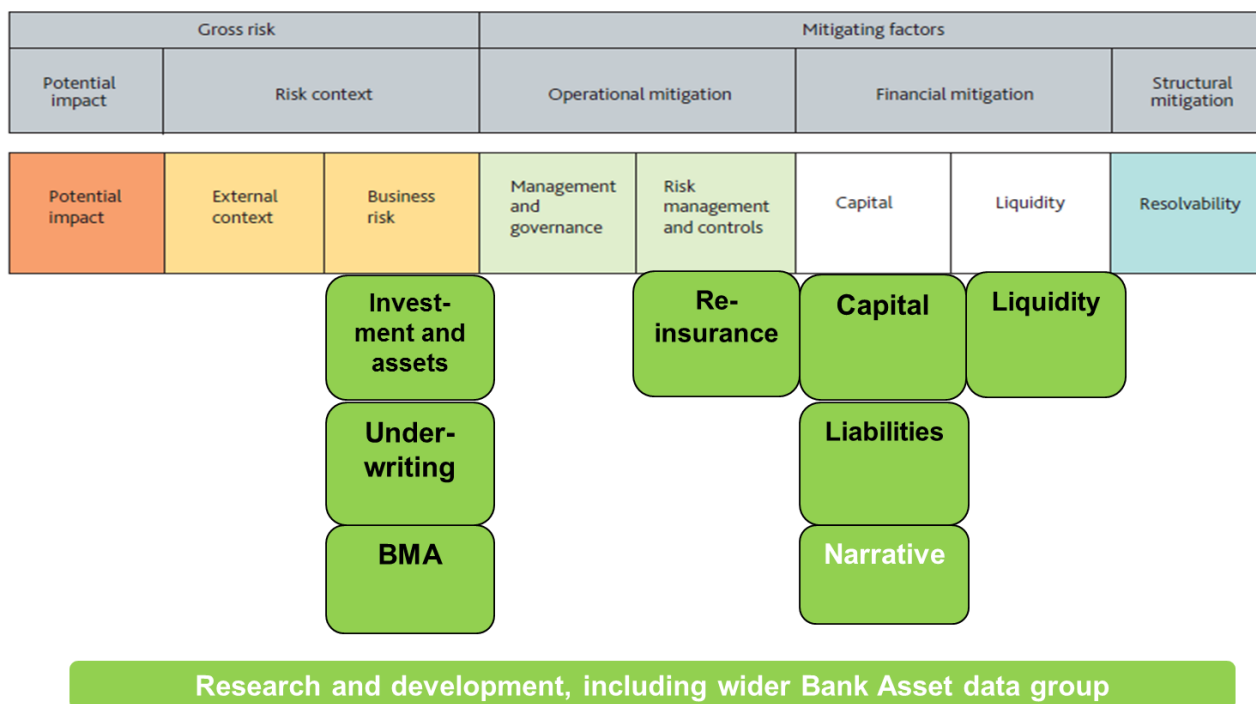 Gross risk
Mitigating factors
Potential
impact
Risk context
Operational mitigation
Financial mitigation
Structural
mitigation
Potential
impact
External
context
Business
risk
Management
and
governance
Risk
management
and controls
Capital
Liquidity
Resolvability
Invest-
ment and
assets
Re-
insurance
Capital
Liquidity
Under-
writing
Liabilities
BMA
Narrative
Research and development, including wider Bank Asset data group